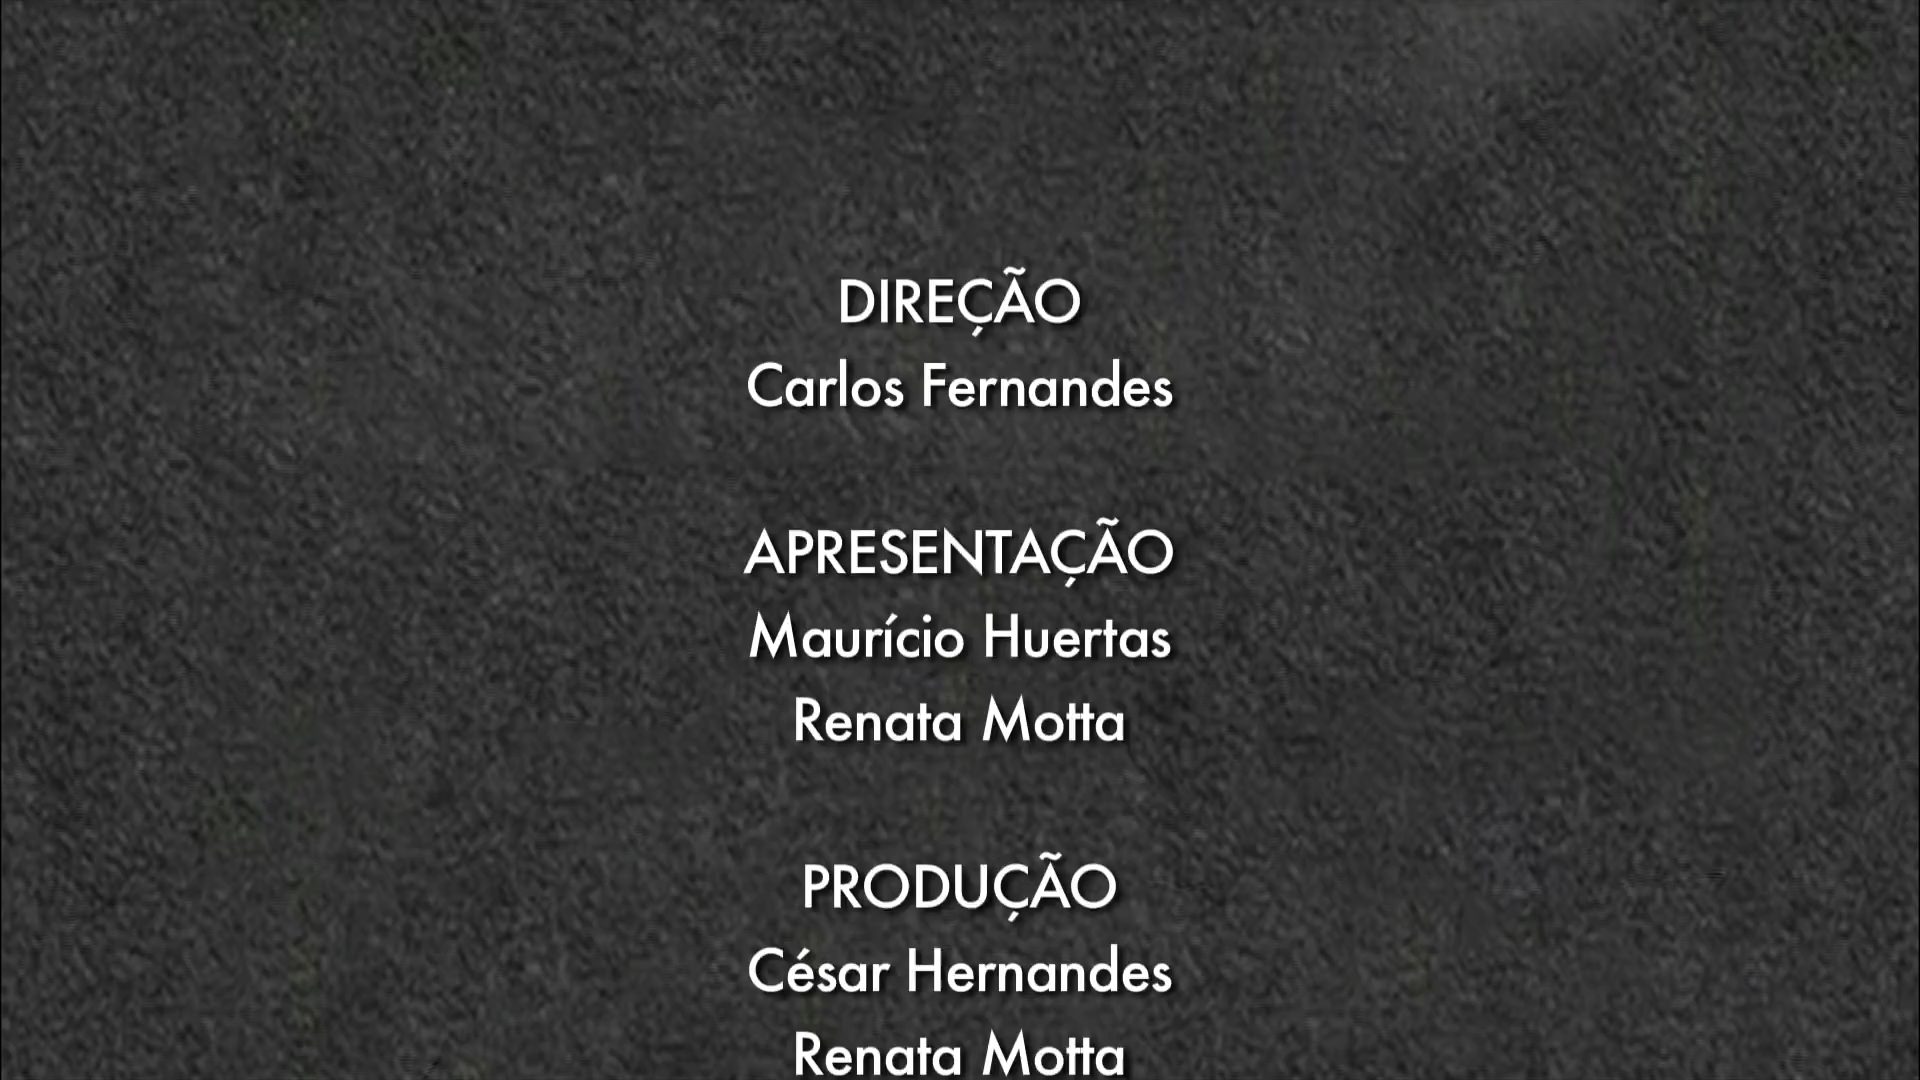 DIREÇÃO
Carlos Fernandes
APRESENTAÇÃO
Maurício Huertas
Renata Motta
PRODUÇÃO
César Hernandes
Renata Motta